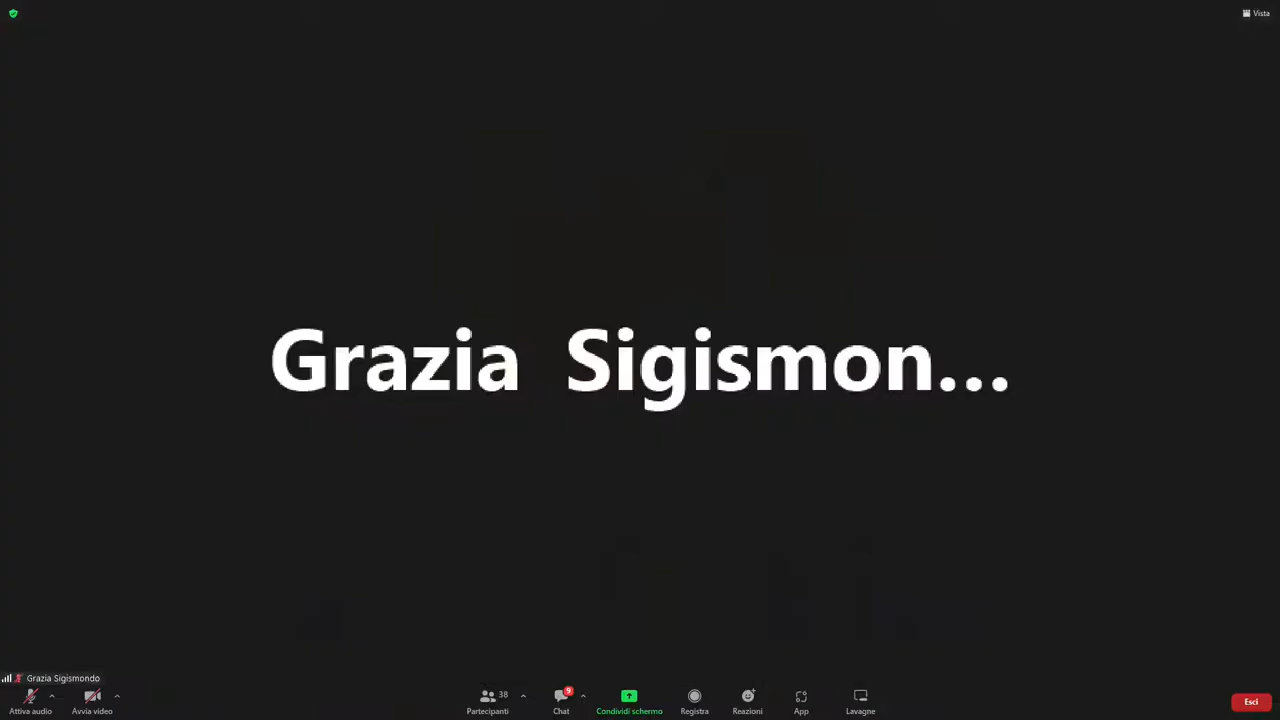 Vista
Grazia Sigismon...
Grazia Sigismondo
Attiva audio
Avvia video
38
Partecipanti
9
Chat
Condividi schermo
Registra
Reazioni
App
Lavagne
Esci